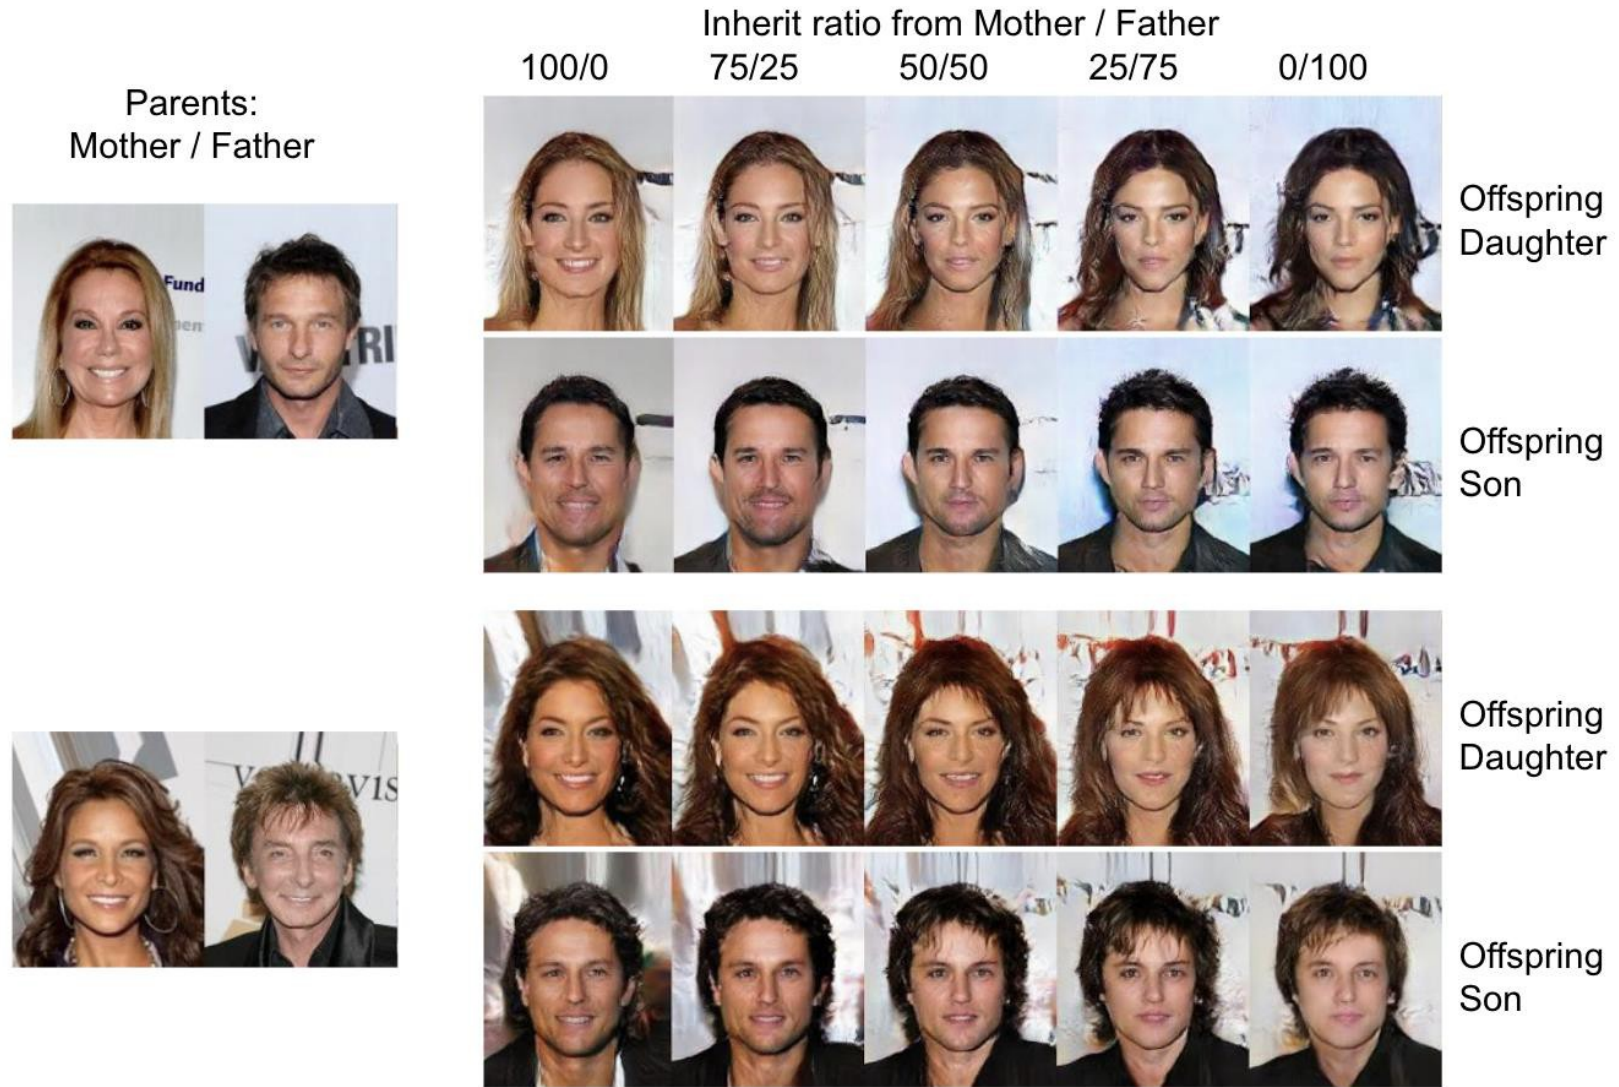 Inherit ratio from Mother / Father
100/0 75/25 50/50 25/75 0/100
Parents:
Mother / Father
Offspring
Daughter
Fund
Offspring
Son
Offspring
Daughter
Offspring
Son